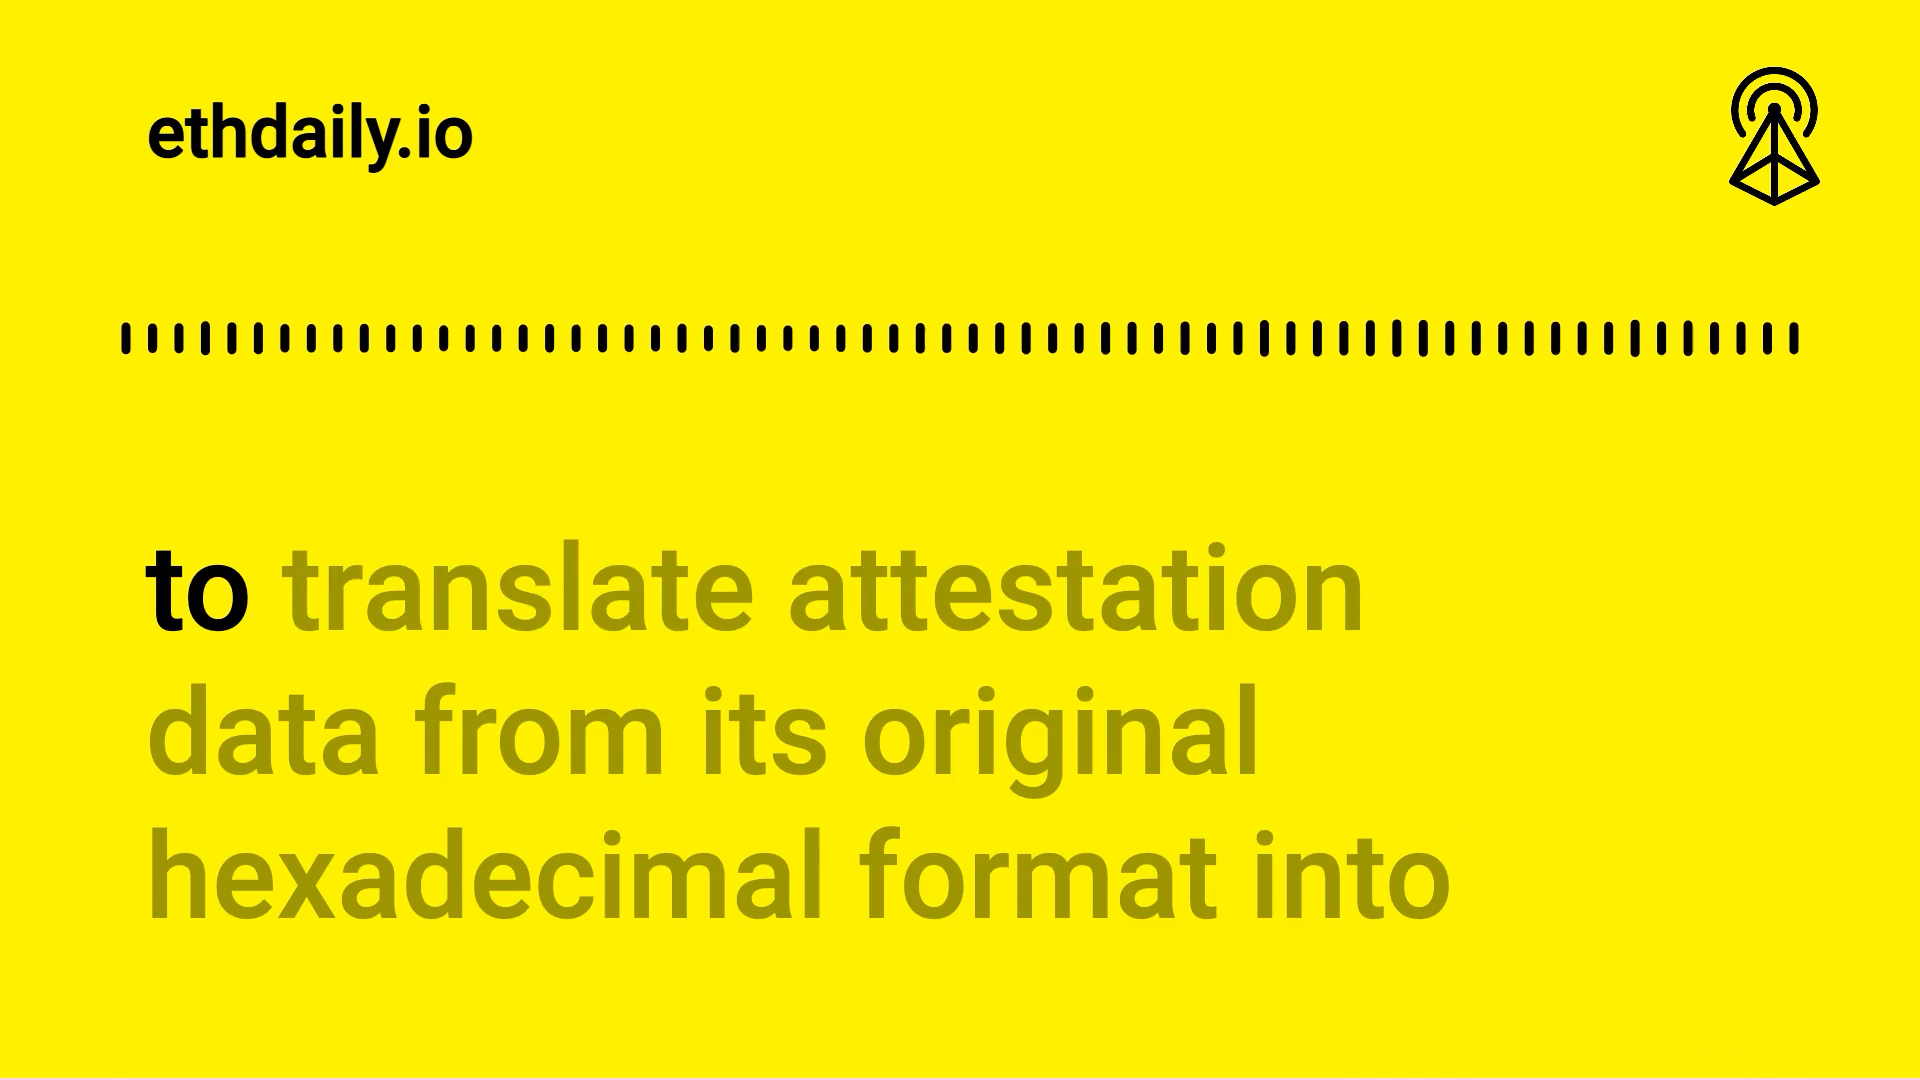 ethdaily.io
to translate attestation
data from its original
hexadecimal format into